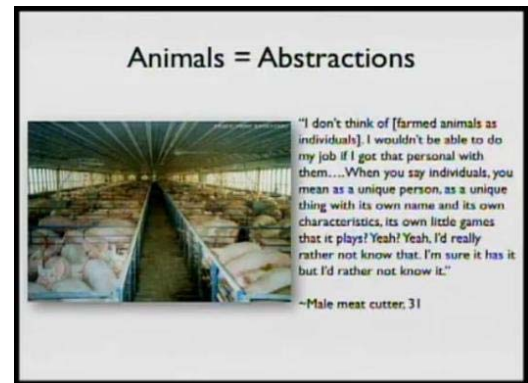 Animals = Abstractions
"I don't think of [farmed animals as
individuals]. I wouldn't be able to do
my job if I got that personal with
them….When you say individuals, you
mean as a unique person, as a unique
thing with its own name and its own
characteristics, its own little games
that it plays? Yeah? Yeah, I'd really
rather not know that. I'm sure it has it
but I'd rather not know it."
~Male meat cutter, 31